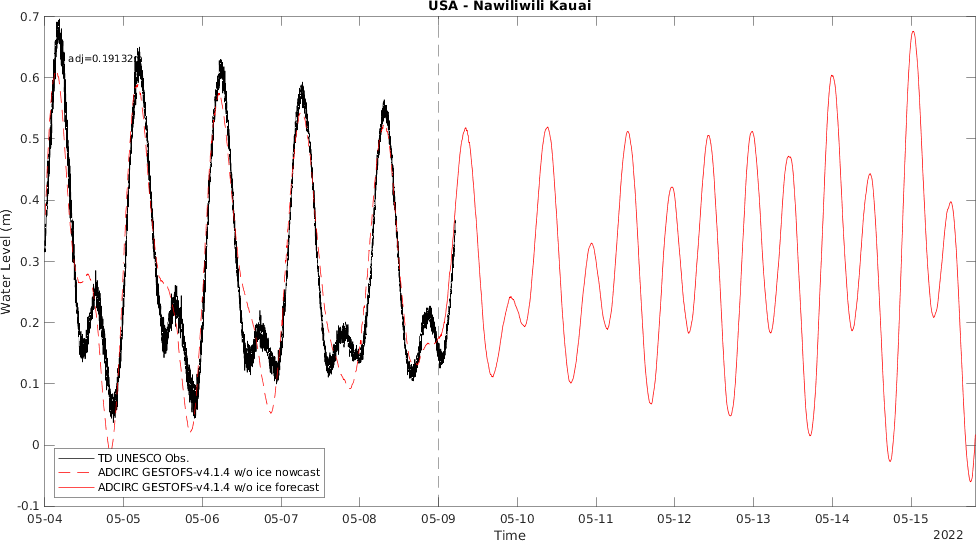 USA - Nawiliwili Kauai
0.7
0.6
0.5
0.4
0.3
0.2
0.1
0
-0.1
Water Level (m)
adj=0.19132
TD UNESCO Obs.
ADCIRC GESTOFS-v4.1.4 w/o ice nowcast
ADCIRC GESTOFS-v4.1.4 w/o ice forecast
05-04 05-05 05-06 05-07 05-08 05-09 05-10 05-11 05-12 05-13 05-14 05-15
Time
2022